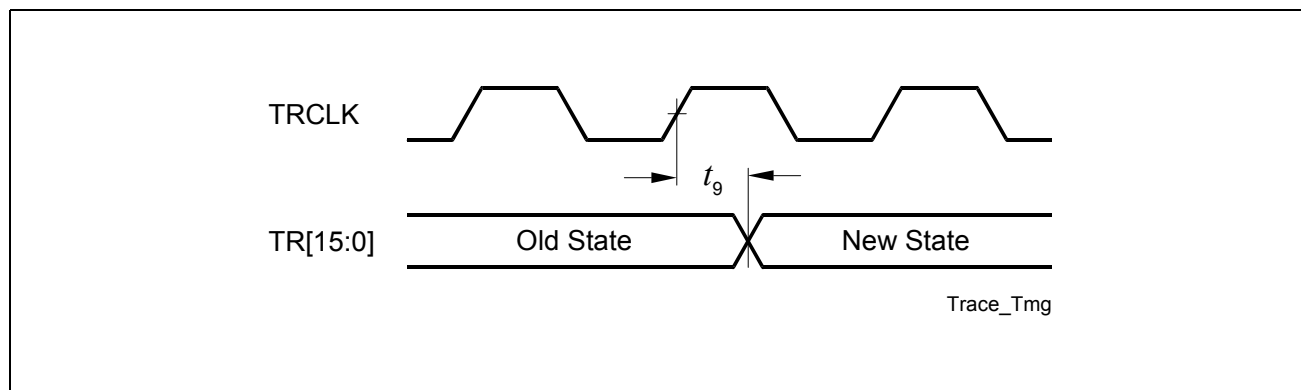 TRCLK
t9
TR[15:0]
Old State
New State
Trace_Tmg